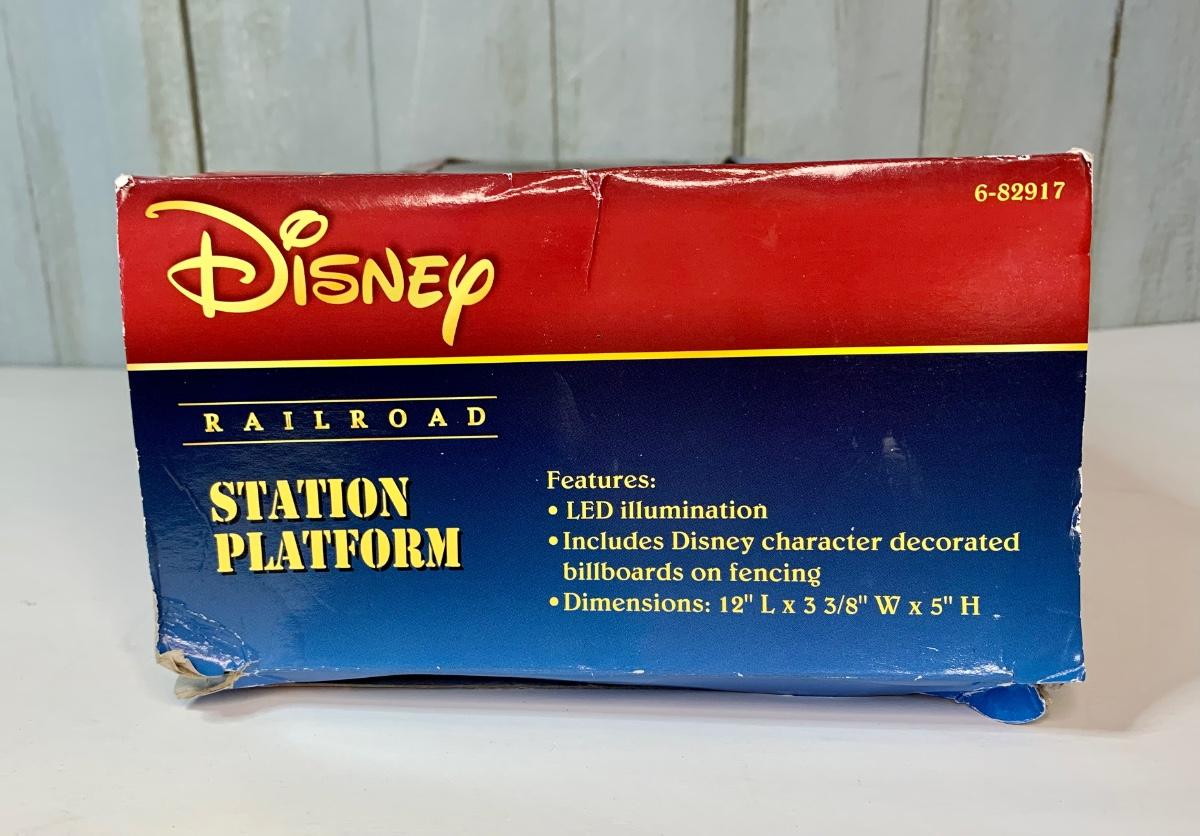 Disney
6-82917
RAILROAD
STATION
PLATFORM
Features:
• LED illumination
• Includes Disney character decorated
billboards on fencing
• Dimensions: 12" L x 3 3/8" W x 5" H